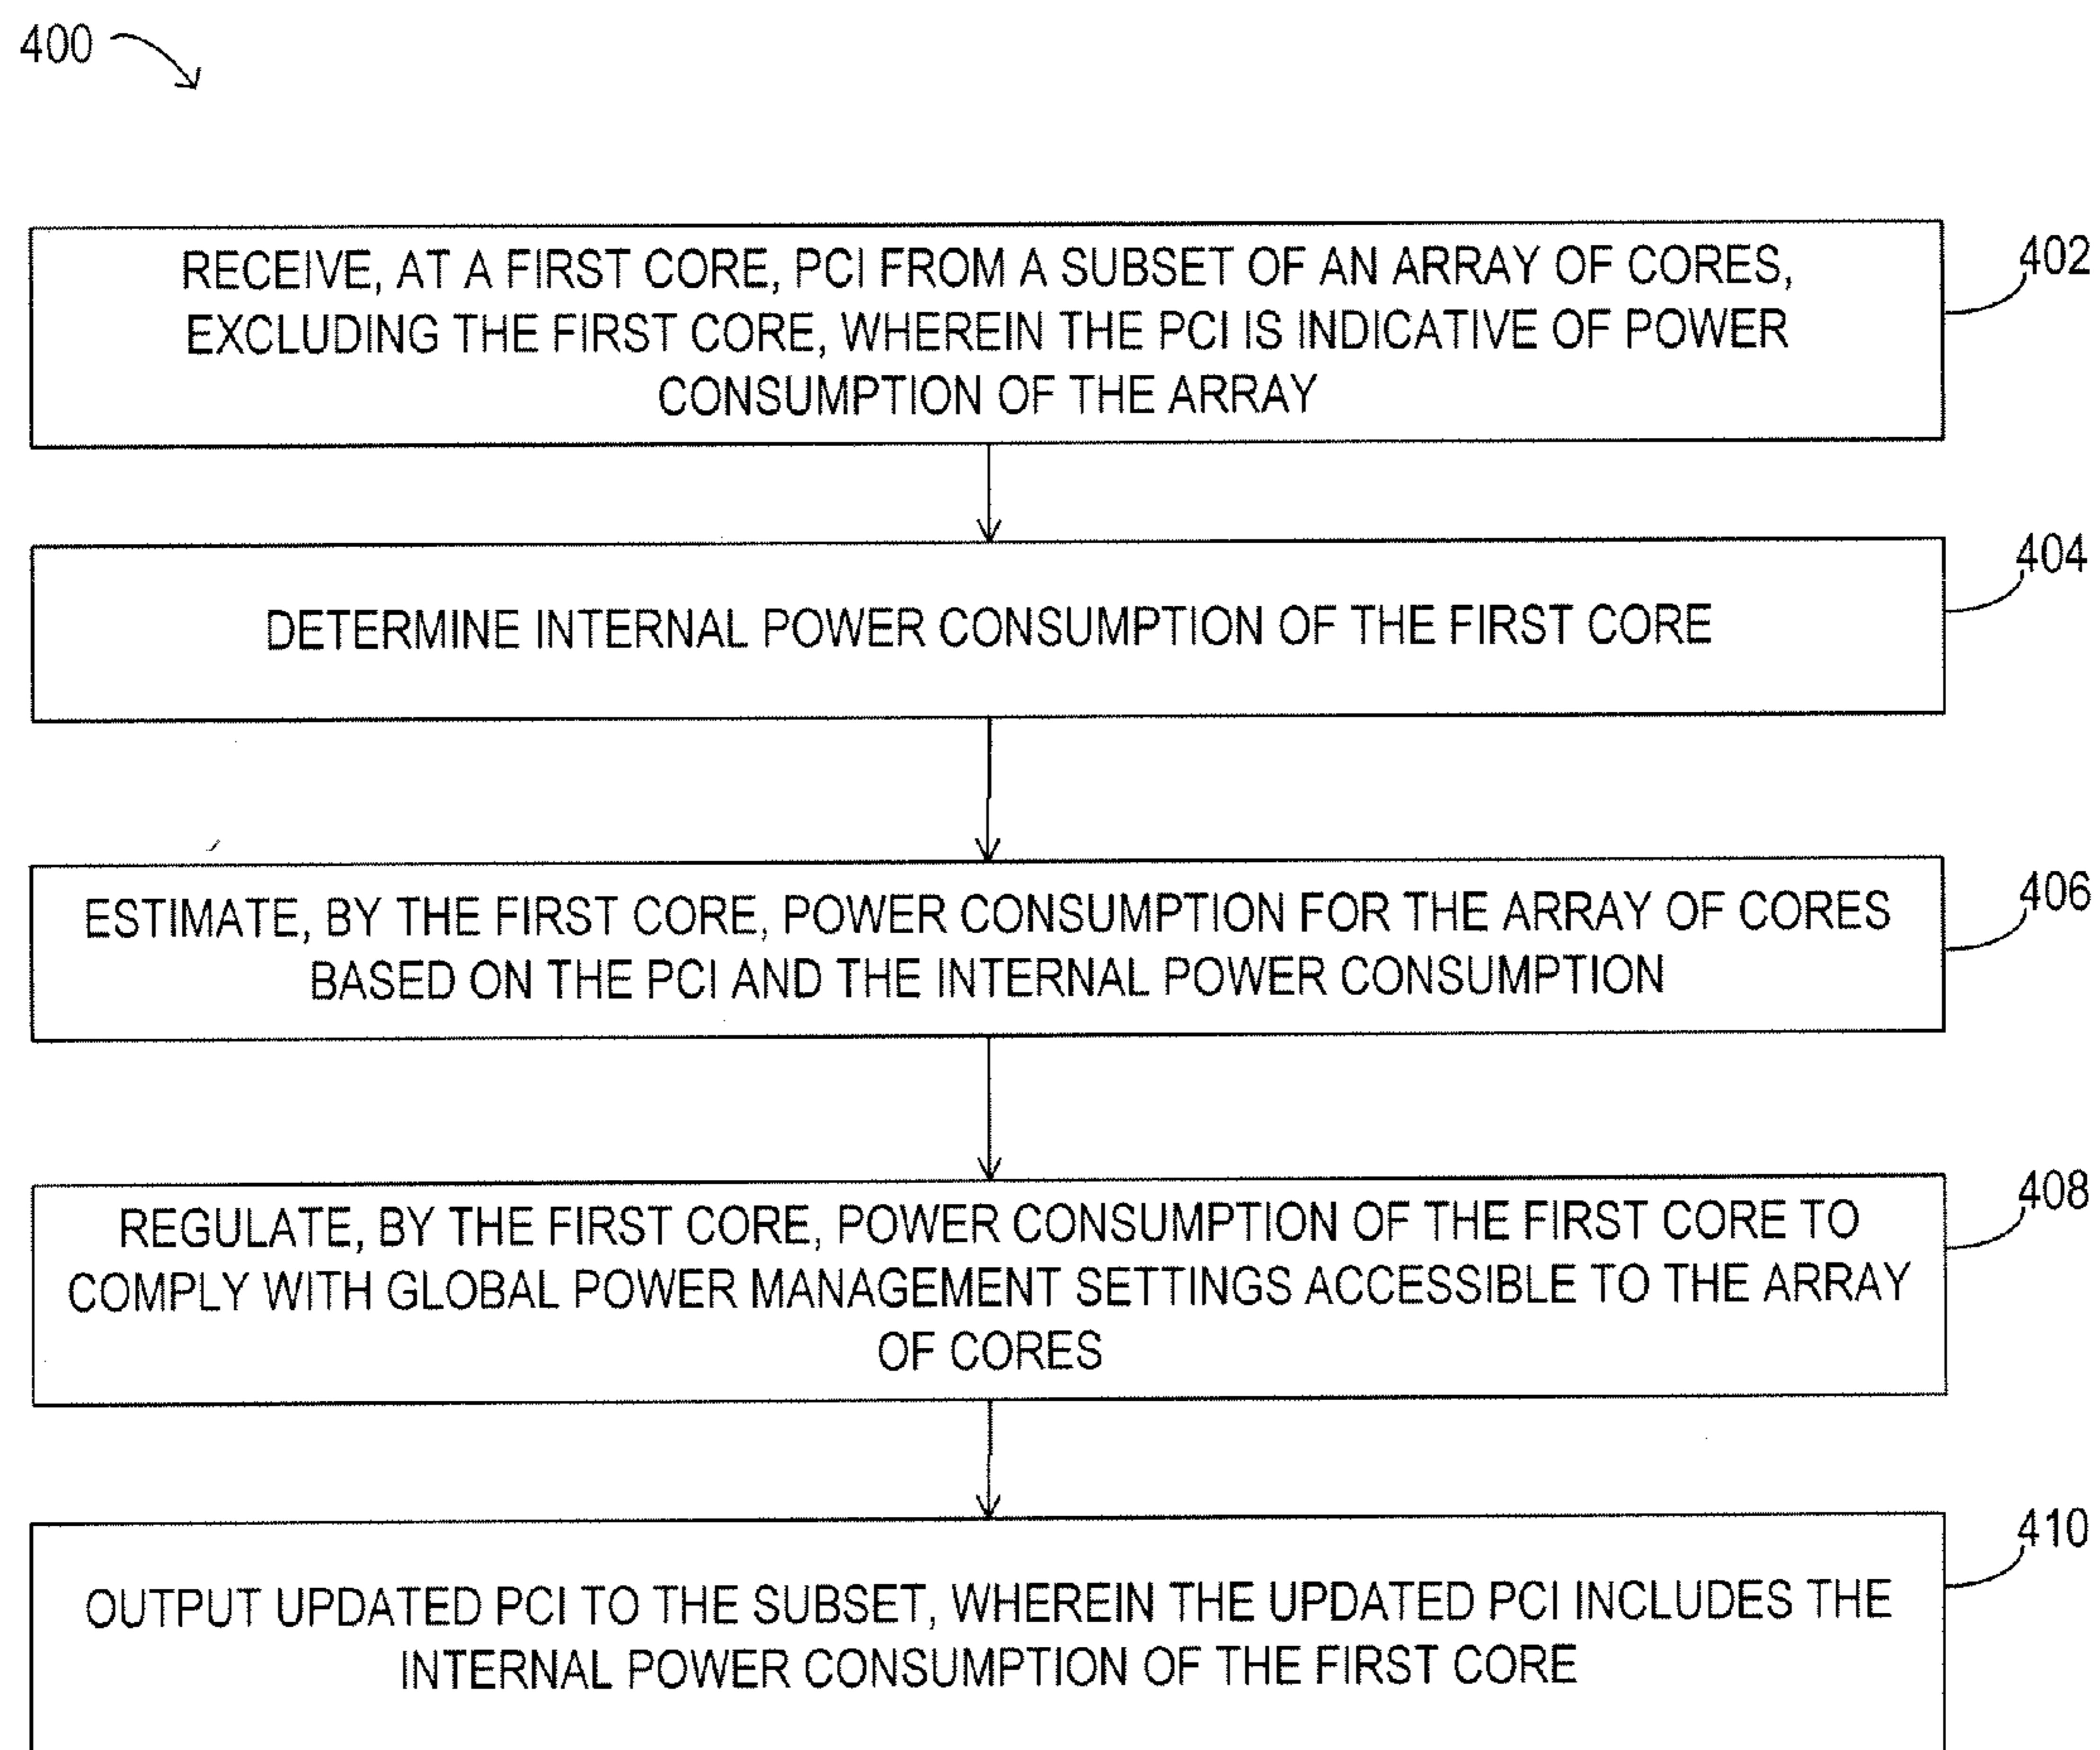 400
RECEIVE, AT A FIRST CORE, PCI FROM A SUBSET OF AN ARRAY OF CORES,
EXCLUDING THE FIRST CORE, WHEREIN THE PCI IS INDICATIVE OF POWER
CONSUMPTION OF THE ARRAY
402
DETERMINE INTERNAL POWER CONSUMPTION OF THE FIRST CORE
404
ESTIMATE, BY THE FIRST CORE, POWER CONSUMPTION FOR THE ARRAY OF CORES
BASED ON THE PCI AND THE INTERNAL POWER CONSUMPTION
406
REGULATE, BY THE FIRST CORE, POWER CONSUMPTION OF THE FIRST CORE TO
COMPLY WITH GLOBAL POWER MANAGEMENT SETTINGS ACCESSIBLE TO THE ARRAY
OF CORES
408
OUTPUT UPDATED PCI TO THE SUBSET, WHEREIN THE UPDATED PCI INCLUDES THE
INTERNAL POWER CONSUMPTION OF THE FIRST CORE
410